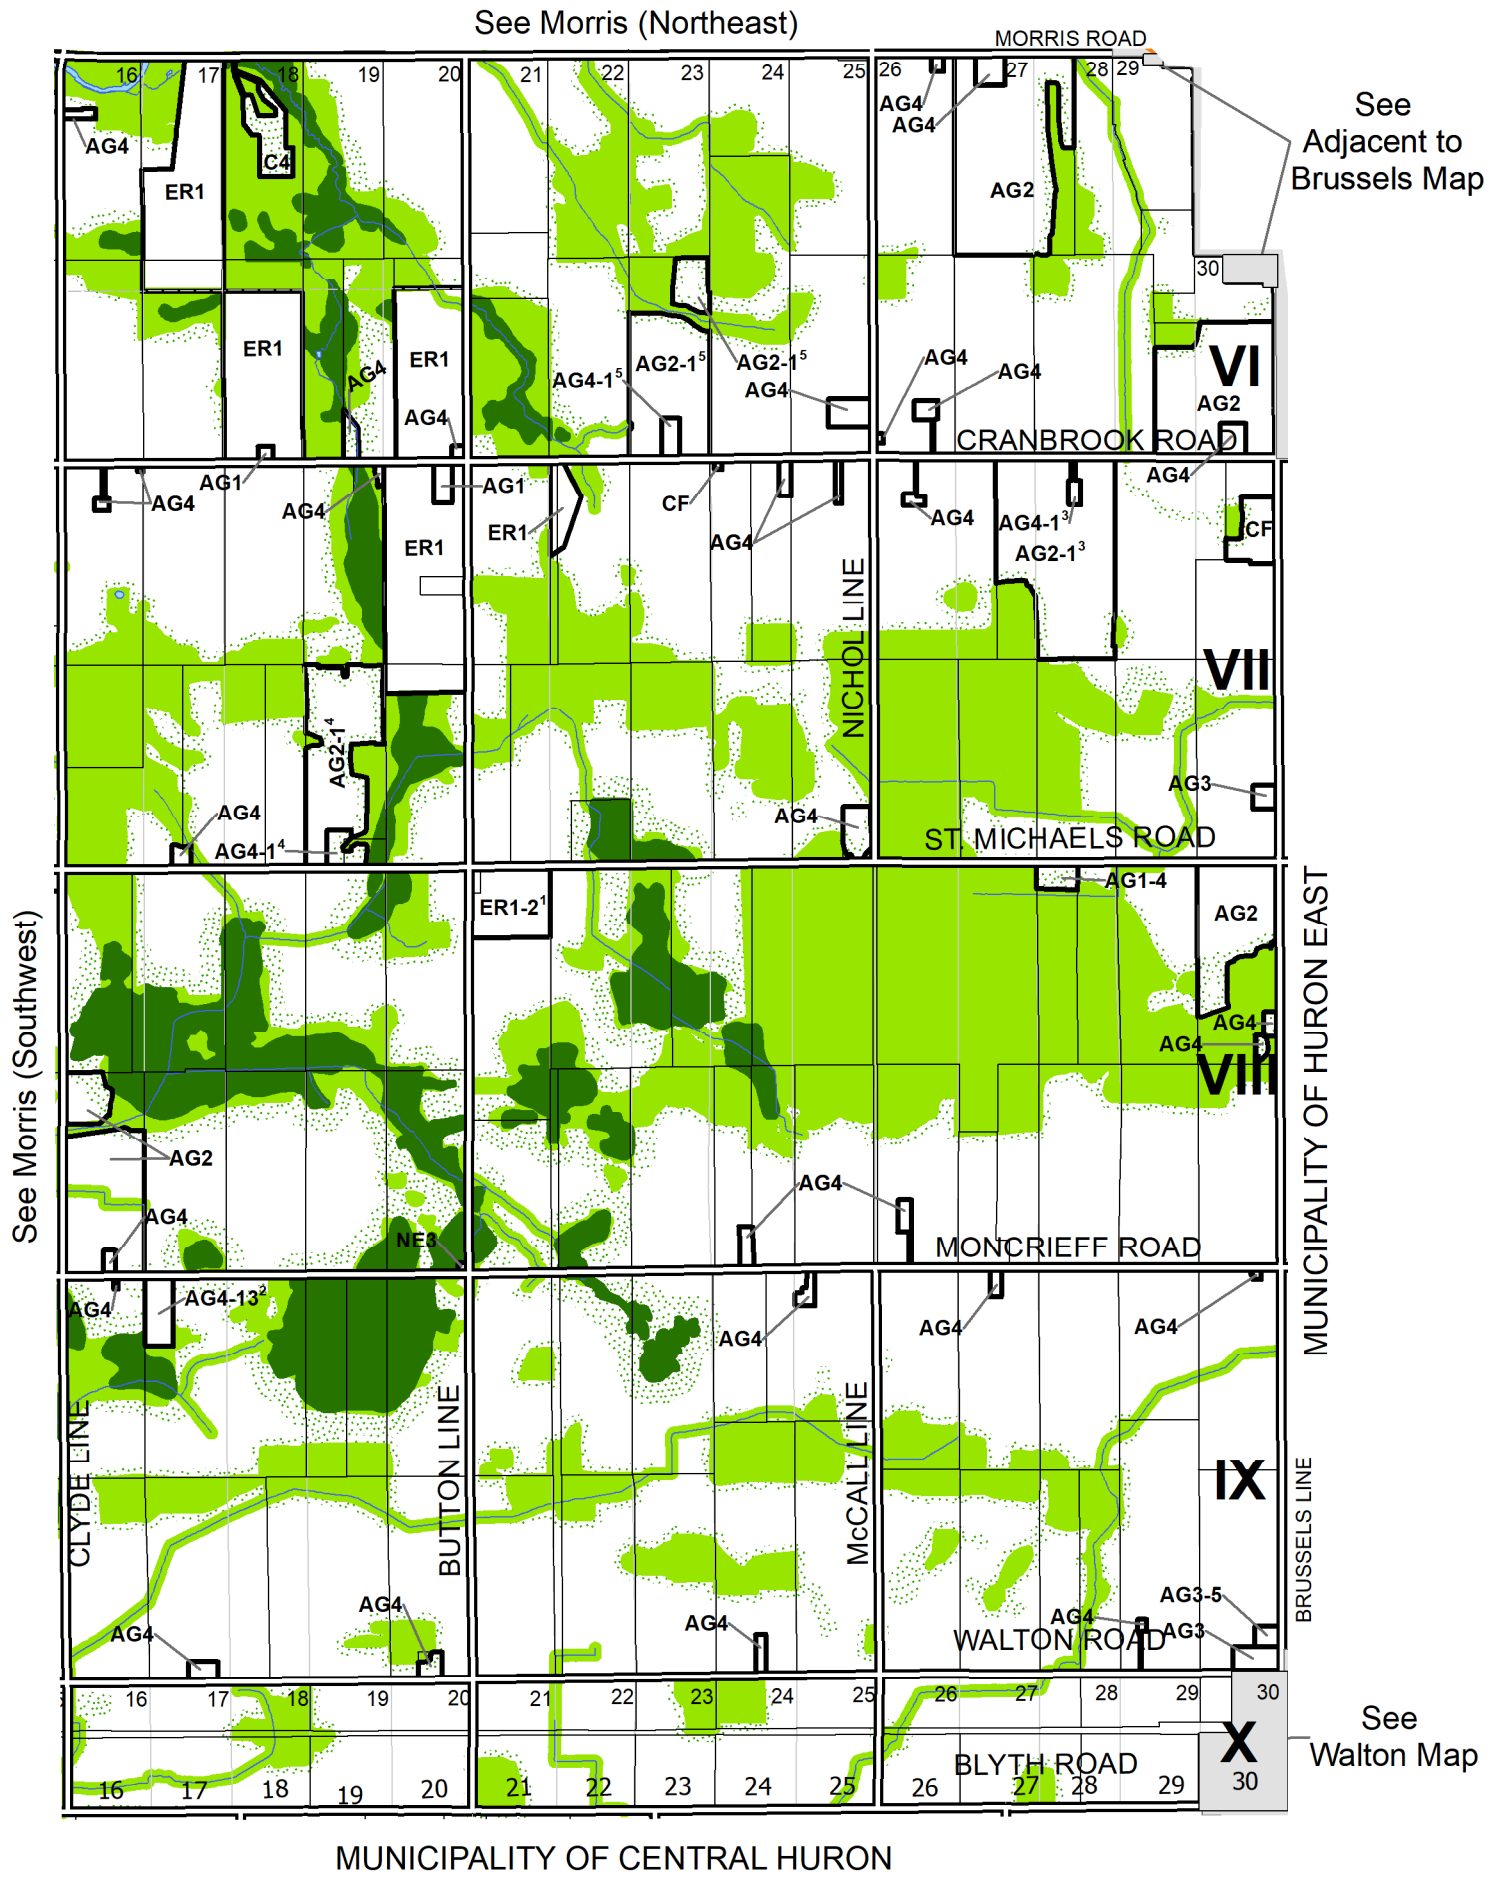 See Morris (Northeast)
MORRIS ROAD
16 17 18 19 20 21 22 23 24 25 26 27 28 29
See
Adjacent to
Brussels Map
AG4
AG4
AG4
C4
ER1
AG2
30
ER1
ER1
AG4
AG4-1⁵
AG2-1⁵
AG2-1⁵
AG4
AG4
AG4
VI
AG2
AG4
CRANBROOK ROAD
AG4
AG1
AG4
AG4
AG1
ER1
CF
AG4
AG4
AG4-1³
AG2-1³
CF
ER1
NICHOL LINE
VII
AG2-1⁴
AG3
AG4
AG4-1⁴
AG4
ST. MICHAELS ROAD
AG1-4
ER1-2¹
AG2
See Morris (Southwest)
MUNICIPALITY OF HURON EAST
AG4
AG4
VIII
AG2
AG4
AG4
NE3
MONCRIEFF ROAD
AG4
AG4-13²
AG4
AG4
AG4
CLYDE LINE
BUTTON LINE
McCALL LINE
IX
BRUSSELS LINE
AG4
AG4
AG4
AG4
AG3-5
AG3
WALTON ROAD
16 17 18 19 20 21 22 23 24 25 26 27 28 29 30
X
See
Walton Map
BLYTH ROAD
16 17 18 19 20 21 22 23 24 25 26 27 28 29 30
MUNICIPALITY OF CENTRAL HURON